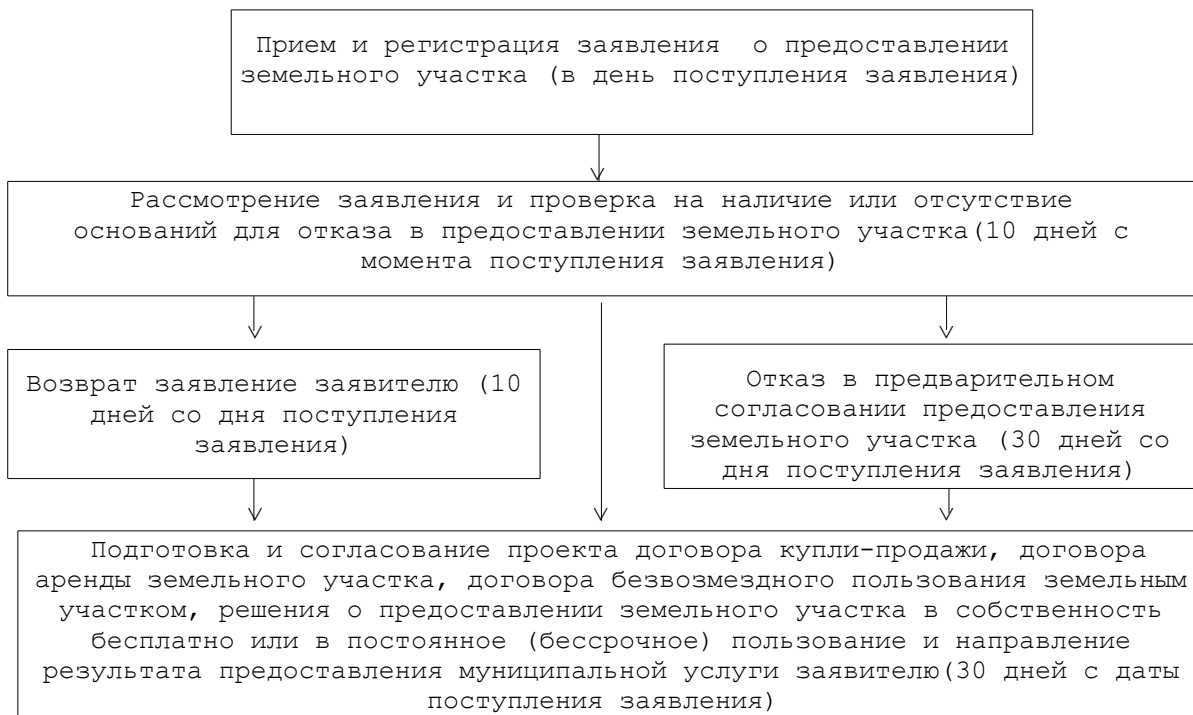 Прием и регистрация заявления о предоставлении
земельного участка (в день поступления заявления)
Рассмотрение заявления и проверка на наличие или отсутствие
оснований для отказа в предоставлении земельного участка(10 дней с
момента поступления заявления)
Возврат заявление заявителю (10
дней со дня поступления
заявления)
Отказ в предварительном
согласовании предоставления
земельного участка (30 дней со
дня поступления заявления)
Подготовка и согласование проекта договора купли-продажи, договора
аренды земельного участка, договора безвозмездного пользования земельным
участком, решения о предоставлении земельного участка в собственность
бесплатно или в постоянное (бессрочное) пользование и направление
результата предоставления муниципальной услуги заявителю(30 дней с даты
поступления заявления)